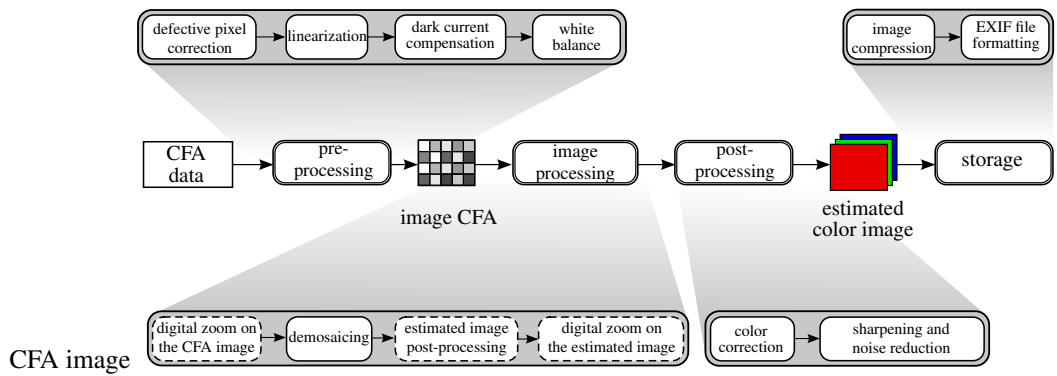 defective pixel
correction
linearization
dark current
compensation
white
balance
image
compression
EXIF file
formatting
CFA
data
pre-
processing
image CFA
image
processing
post-
processing
estimated
color image
storage
digital zoom on
the CFA image
demosaicing
estimated image
post-processing
digital zoom on
the estimated image
color
correction
sharpening and
noise reduction
CFA image